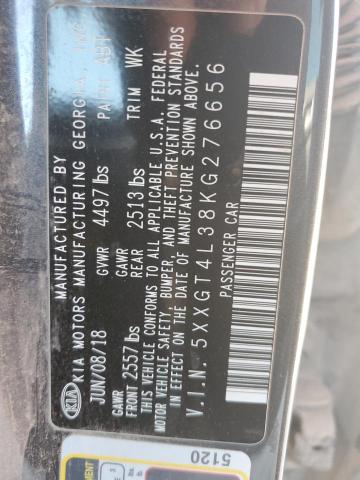 KIA
MANUFACTURED BY
KIA MOTORS MANUFACTURING GEORGIA, INC.
JUN/08/18 GVWR 4497 lbs PAINT ABT
GAWR FRONT 2557 lbs GAWR REAR 2513 lbs TRIM WK
THIS VEHICLE CONFORMS TO ALL APPLICABLE U.S.A. FEDERAL
MOTOR VEHICLE SAFETY, BUMPER, AND THEFT PREVENTION STANDARDS
IN EFFECT ON THE DATE OF MANUFACTURE SHOWN ABOVE.
V.I.N. 5XXGT4L38KG276656
PASSENGER CAR
5120